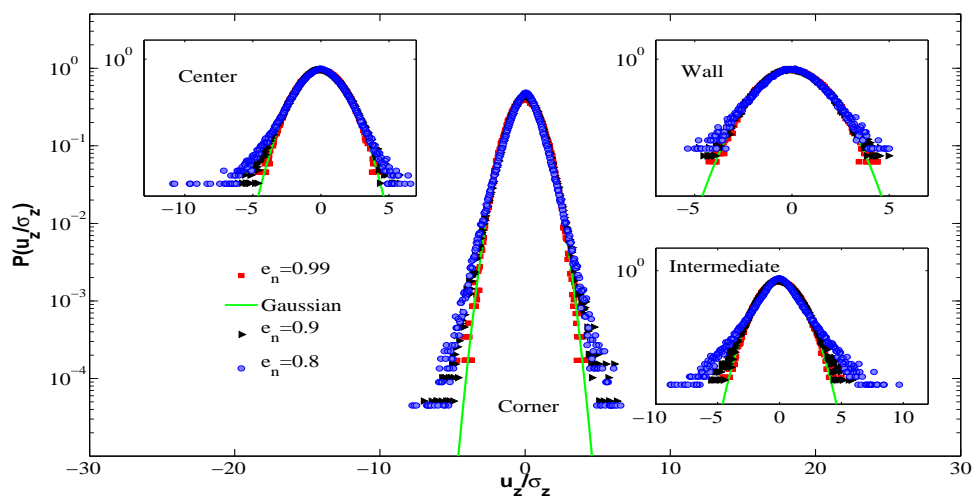 10^0
10^-1
10^-2
10^-3
10^-4
P(u_z/σ_z)
−30 −20 −10 0 10 20 30
u_z/σ_z
Center
10^0
−10 −5 0 5
Wall
10^0
−5 0 5
Intermediate
10^0
−10 −5 0 5 10
e_n=0.99
Gaussian
e_n=0.9
e_n=0.8
Corner